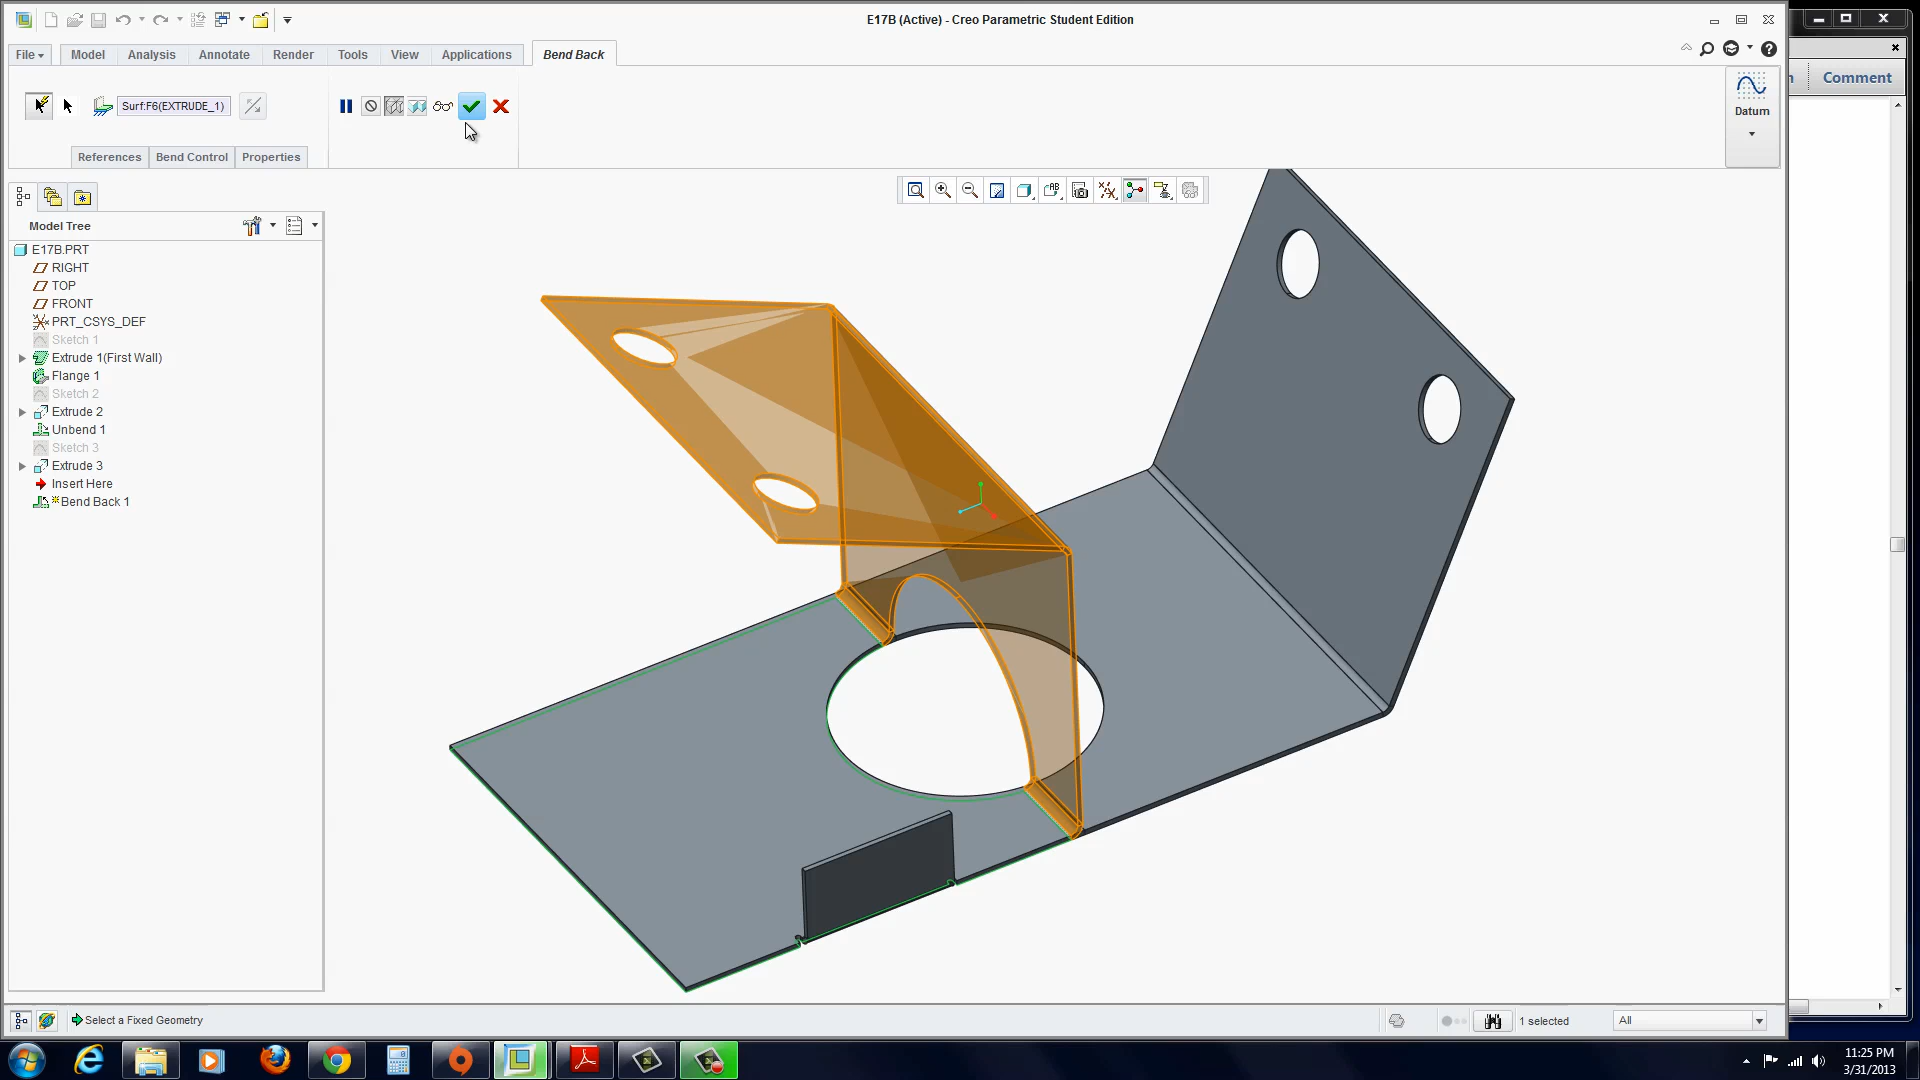 E17B (Active) - Creo Parametric Student Edition
File
Model
Analysis
Annotate
Render
Tools
View
Applications
Bend Back
Comment
Surf:F6(EXTRUDE_1)
Datum
References
Bend Control
Properties
Model Tree
E17B.PRT
RIGHT
TOP
FRONT
PRT_CSYS_DEF
Sketch 1
Extrude 1(First Wall)
Flange 1
Sketch 2
Extrude 2
Unbend 1
Sketch 3
Extrude 3
Insert Here
Bend Back 1
Select a Fixed Geometry
1 selected
All
11:25 PM
3/31/2013